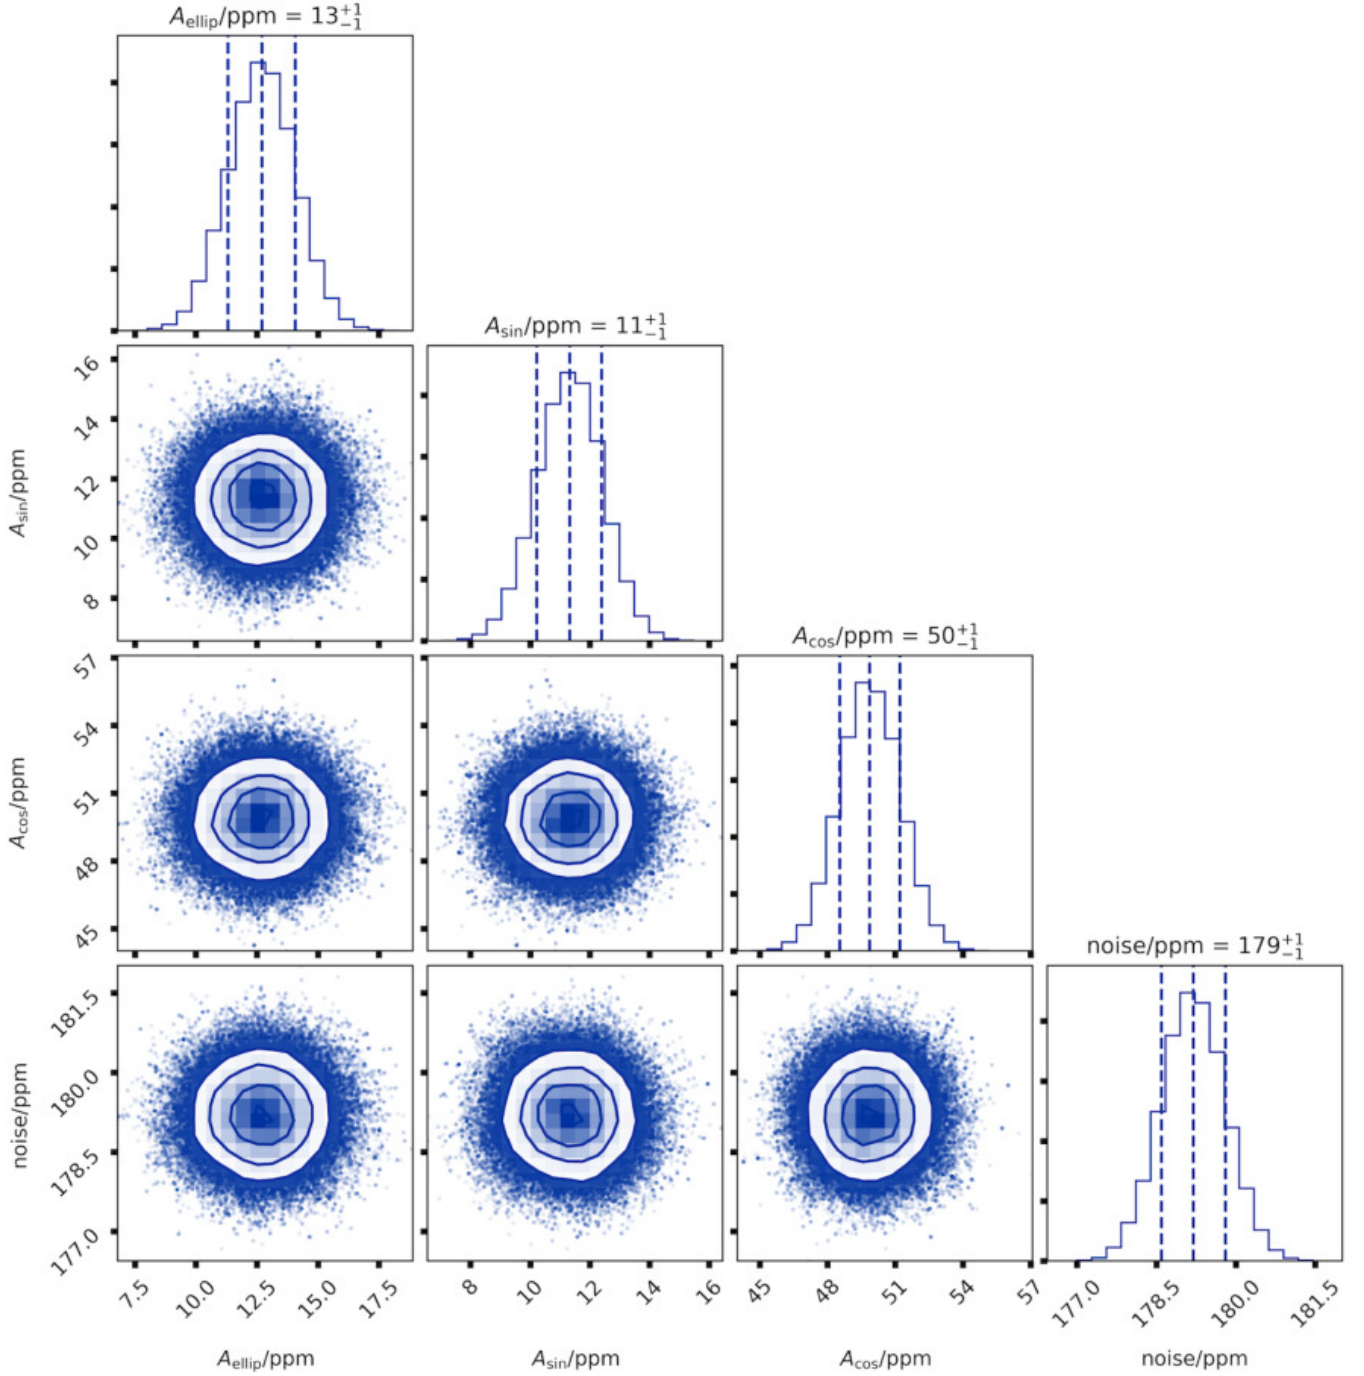 A_ellip/ppm = 13^{+1}_{-1}
A_sin/ppm = 11^{+1}_{-1}
16
14
12
10
8
A_sin/ppm
A_cos/ppm = 50^{+1}_{-1}
57
54
51
48
45
A_cos/ppm
noise/ppm = 179^{+1}_{-1}
181.5
180.0
178.5
177.0
noise/ppm
7.5 10.0 12.5 15.0 17.5
8 10 12 14 16
45 48 51 54 57
177.0 178.5 180.0 181.5
A_ellip/ppm
A_sin/ppm
A_cos/ppm
noise/ppm